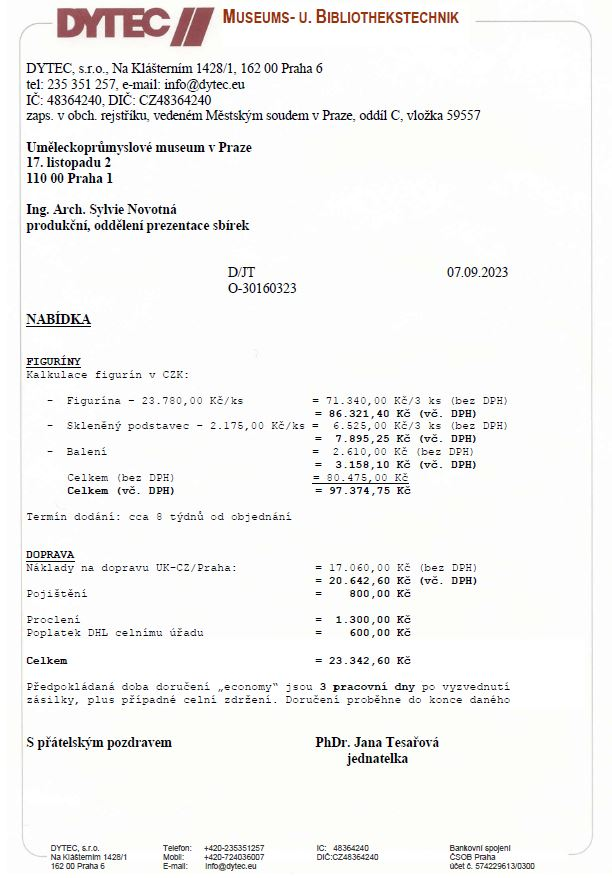 DYTEC MUSEUMS- U. BIBLIOTHEKSTECHNIK
DYTEC, s.r.o., Na Klášterním 1428/1, 162 00 Praha 6
tel: 235 351 257, e-mail: info@dytec.eu
IČ: 48364240, DIČ: CZ48364240
zaps. v obch. rejstříku, vedeném Městským soudem v Praze, oddíl C, vložka 59557
Uměleckoprůmyslové museum v Praze
17. listopadu 2
110 00 Praha 1
Ing. Arch. Sylvie Novotná
produkční, oddělení prezentace sbírek
D/JT 07.09.2023
O-30160323
NABÍDKA
FIGURÍNY
Kalkulace figurín v CZK:
- Figurína - 23.780,00 Kč/ks = 71.340,00 Kč/3 ks (bez DPH)
= 86.321,40 Kč (vč. DPH)
- Skleněný podstavec - 2.175,00 Kč/ks = 6.525,00 Kč/3 ks (bez DPH)
= 7.895,25 Kč (vč. DPH)
- Balení = 2.610,00 Kč (bez DPH)
= 3.158,10 Kč (vč. DPH)
Celkem (bez DPH) = 80.475,00 Kč
Celkem (vč. DPH) = 97.374,75 Kč
Termín dodání: cca 8 týdnů od objednání
DOPRAVA
Náklady na dopravu UK-CZ/Praha: = 17.060,00 Kč (bez DPH)
= 20.642,60 Kč (vč. DPH)
Pojištění = 800,00 Kč
Proclení = 1.300,00 Kč
Poplatek DHL celnímu úřadu = 600,00 Kč
Celkem = 23.342,60 Kč
Předpokládaná doba doručení „economy“ jsou 3 pracovní dny po vyzvednutí
zásilky, plus případné celní zdržení. Doručení proběhne do konce daného
S přátelským pozdravem PhDr. Jana Tesařová
jednatelka
DYTEC, s.r.o. Telefon: +420-235351257 IC: 48364240 Bankovní spojení
Na Klášterním 1428/1 Mobil: +420-724036007 DIČ:CZ48364240 ČSOB Praha
162 00 Praha 6 E-mail: info@dytec.eu účet č. 574229613/0300